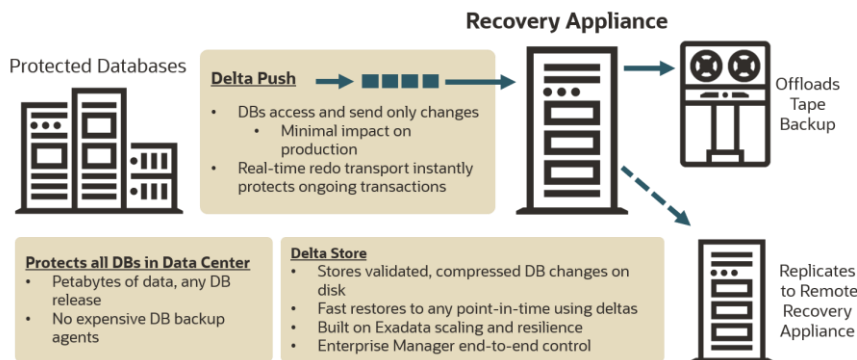 Recovery Appliance
Protected Databases
Delta Push
• DBs access and send only changes
• Minimal impact on
production
• Real-time redo transport instantly
protects ongoing transactions
Offloads
Tape
Backup
Protects all DBs in Data Center
• Petabytes of data, any DB
release
• No expensive DB backup
agents
Delta Store
• Stores validated, compressed DB changes on
disk
• Fast restores to any point-in-time using deltas
• Built on Exadata scaling and resilience
• Enterprise Manager end-to-end control
Replicates
to Remote
Recovery
Appliance